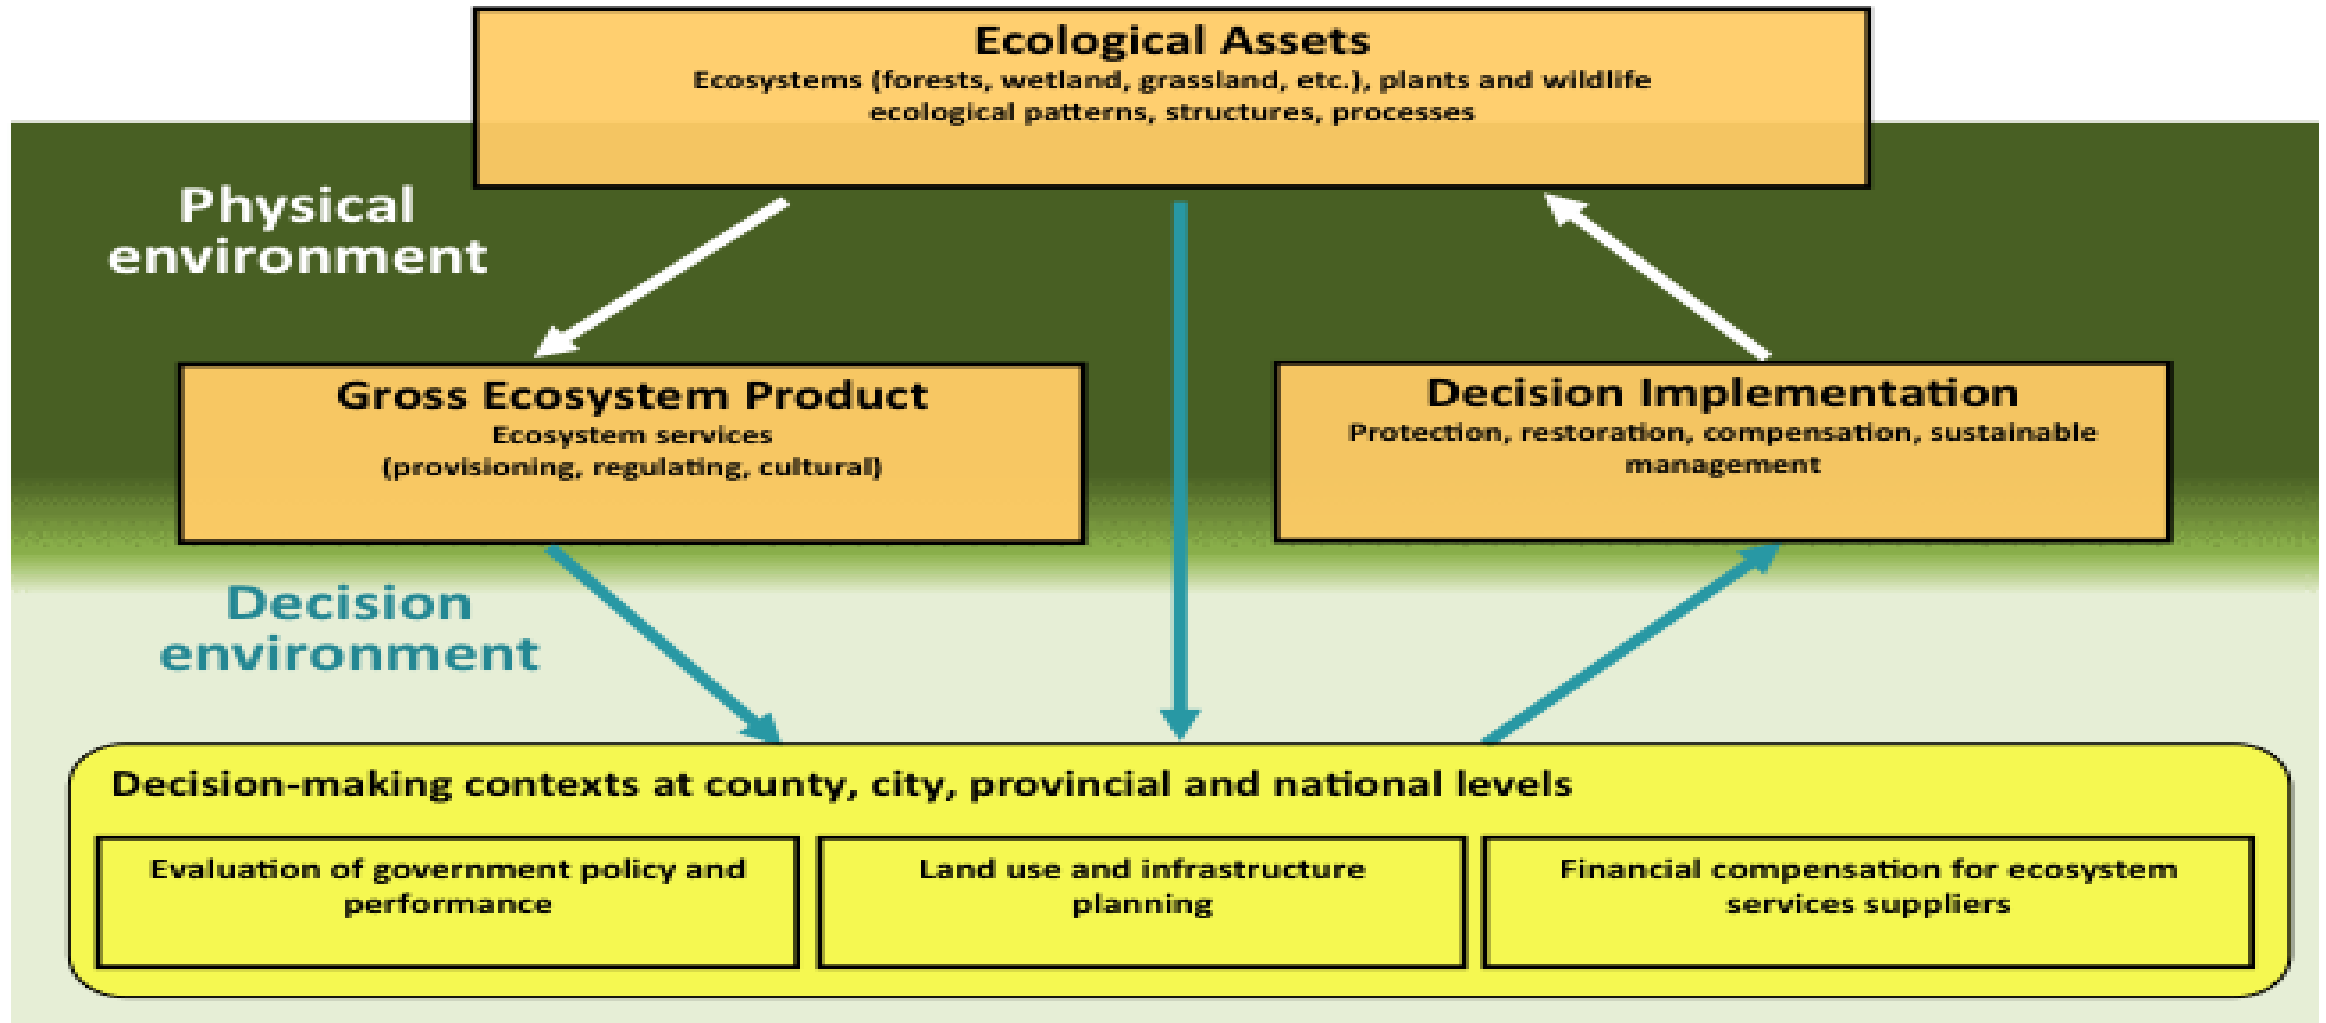 Ecological Assets
Ecosystems (forests, wetland, grassland, etc.), plants and wildlife
ecological patterns, structures, processes
Physical
environment
Gross Ecosystem Product
Ecosystem services
(provisioning, regulating, cultural)
Decision Implementation
Protection, restoration, compensation, sustainable
management
Decision
environment
Decision-making contexts at county, city, provincial and national levels
Evaluation of government policy and
performance
Land use and infrastructure
planning
Financial compensation for ecosystem
services suppliers